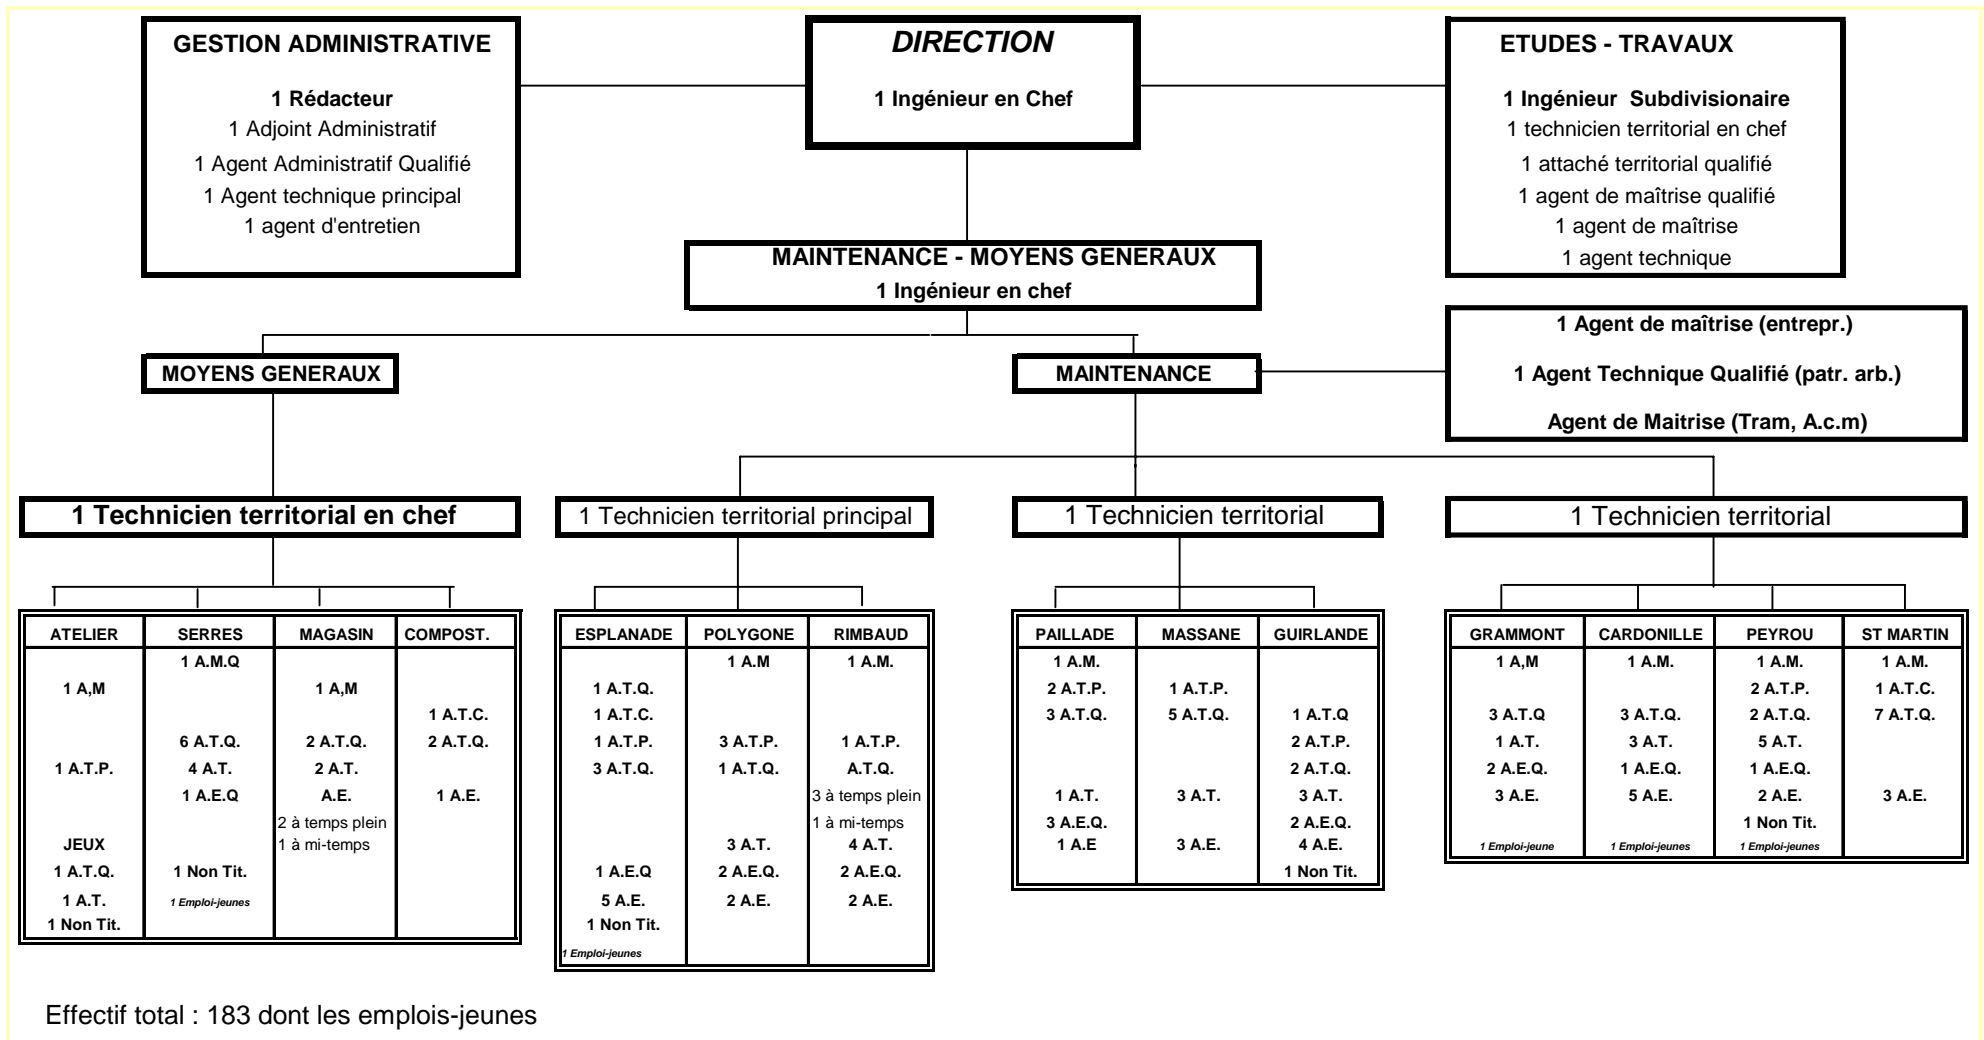 GESTION ADMINISTRATIVE
1 Rédacteur
1 Adjoint Administratif
1 Agent Administratif Qualifié
1 Agent technique principal
1 agent d'entretien
DIRECTION
1 Ingénieur en Chef
ETUDES - TRAVAUX
1 Ingénieur Subdivisionaire
1 technicien territorial en chef
1 attaché territorial qualifié
1 agent de maîtrise qualifié
1 agent de maîtrise
1 agent technique
MAINTENANCE - MOYENS GENERAUX
1 Ingénieur en chef
MOYENS GENERAUX
MAINTENANCE
1 Agent de maîtrise (entrepr.)
1 Agent Technique Qualifié (patr. arb.)
Agent de Maitrise (Tram, A.c.m)
1 Technicien territorial en chef
1 Technicien territorial principal
1 Technicien territorial
1 Technicien territorial
ATELIER
1 A,M
1 A.T.P.
JEUX
1 A.T.Q.
1 A.T.
1 Non Tit.
SERRES
1 A.M.Q
6 A.T.Q.
4 A.T.
1 A.E.Q
1 Non Tit.
1 Emploi-jeunes
MAGASIN
1 A,M
2 A.T.Q.
2 A.T.
A.E.
2 à temps plein
1 à mi-temps
COMPOST.
1 A.T.C.
2 A.T.Q.
1 A.E.
ESPLANADE
1 A.T.Q.
1 A.T.C.
1 A.T.P.
3 A.T.Q.
1 A.E.Q
5 A.E.
1 Non Tit.
1 Emploi-jeunes
POLYGONE
1 A.M
3 A.T.P.
1 A.T.Q.
3 A.T.
2 A.E.Q.
2 A.E.
RIMBAUD
1 A.M.
1 A.T.P.
A.T.Q.
3 à temps plein
1 à mi-temps
4 A.T.
2 A.E.Q.
2 A.E.
PAILLADE
1 A.M.
2 A.T.P.
3 A.T.Q.
1 A.T.
3 A.E.Q.
1 A.E
MASSANE
1 A.T.P.
5 A.T.Q.
3 A.T.
3 A.E.
GUIRLANDE
1 A.T.Q
2 A.T.P.
2 A.T.Q.
3 A.T.
2 A.E.Q.
4 A.E.
1 Non Tit.
GRAMMONT
1 A,M
3 A.T.Q
1 A.T.
2 A.E.Q.
3 A.E.
1 Emploi-jeune
CARDONILLE
1 A.M.
3 A.T.Q.
3 A.T.
1 A.E.Q.
5 A.E.
1 Emploi-jeunes
PEYROU
1 A.M.
2 A.T.P.
2 A.T.Q.
5 A.T.
1 A.E.Q.
2 A.E.
1 Non Tit.
1 Emploi-jeunes
ST MARTIN
1 A.M.
1 A.T.C.
7 A.T.Q.
3 A.E.
Effectif total : 183 dont les emplois-jeunes